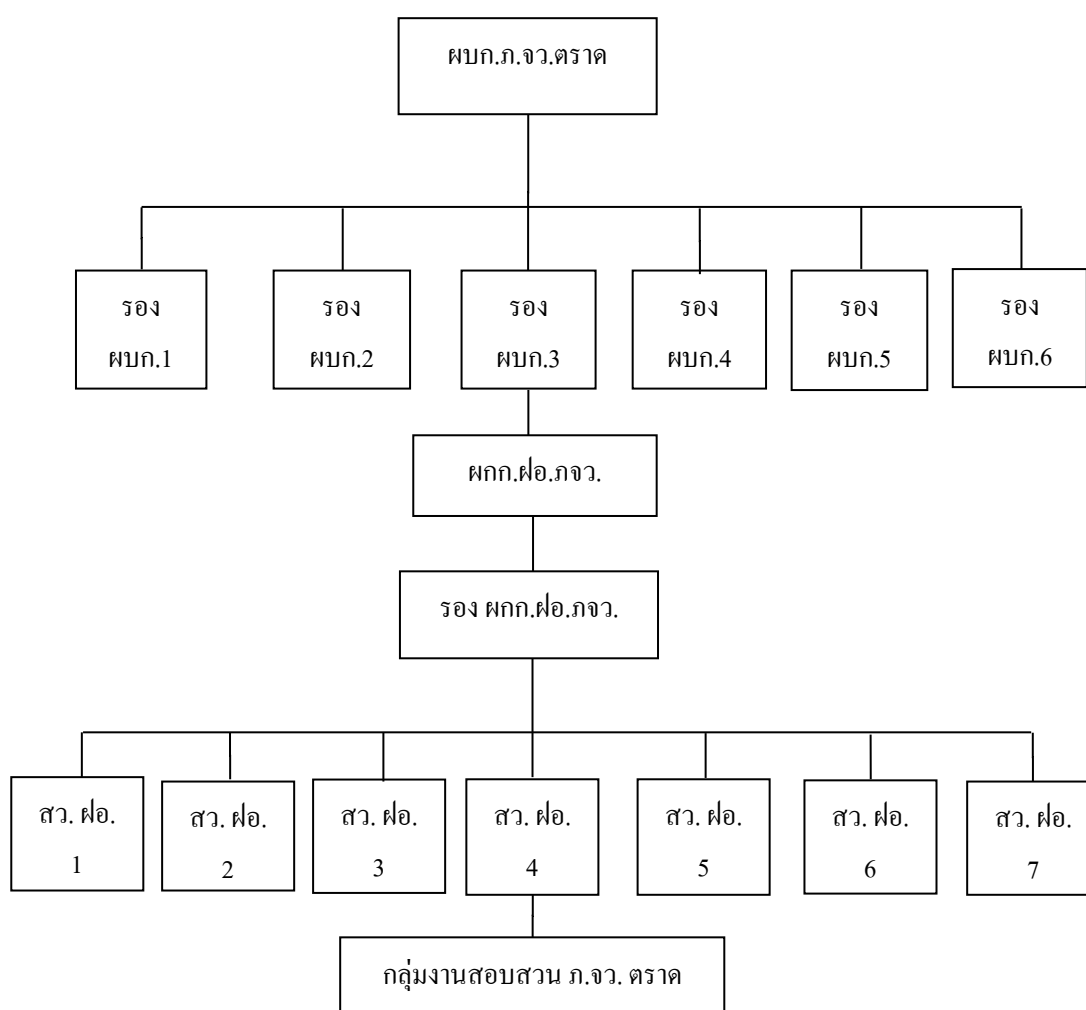 ผบก.ภ.จว.ตราด
รอง
ผบก.1
รอง
ผบก.2
รอง
ผบก.3
รอง
ผบก.4
รอง
ผบก.5
รอง
ผบก.6
ผกก.ฝอ.ภจว.
รอง ผกก.ฝอ.ภจว.
สว. ฝอ.
1
สว. ฝอ.
2
สว. ฝอ.
3
สว. ฝอ.
4
สว. ฝอ.
5
สว. ฝอ.
6
สว. ฝอ.
7
กลุ่มงานสอบสวน ภ.จว. ตราด